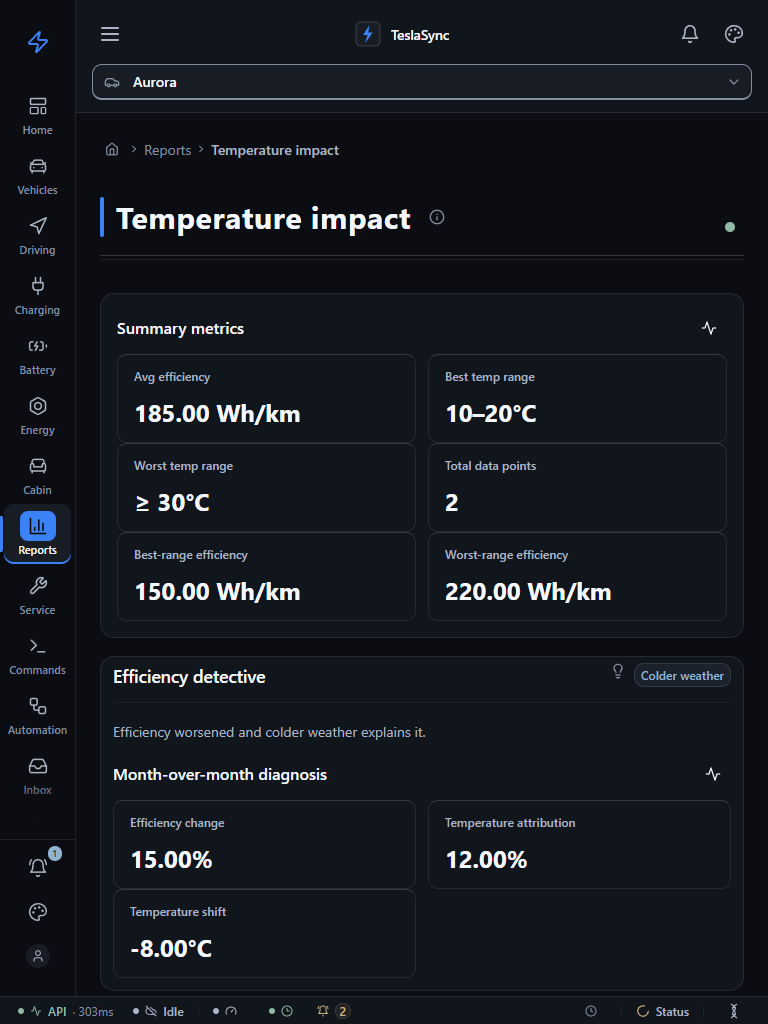 TeslaSync
Aurora
Home
Vehicles
Driving
Charging
Battery
Energy
Cabin
Reports
Service
Commands
Automation
Inbox
1
Reports
Temperature impact
Temperature impact
Summary metrics
Avg efficiency
185.00 Wh/km
Best temp range
10–20°C
Worst temp range
≥ 30°C
Total data points
2
Best-range efficiency
150.00 Wh/km
Worst-range efficiency
220.00 Wh/km
Efficiency detective
Colder weather
Efficiency worsened and colder weather explains it.
Month-over-month diagnosis
Efficiency change
15.00%
Temperature attribution
12.00%
Temperature shift
-8.00°C
API · 303ms
Idle
2
Status